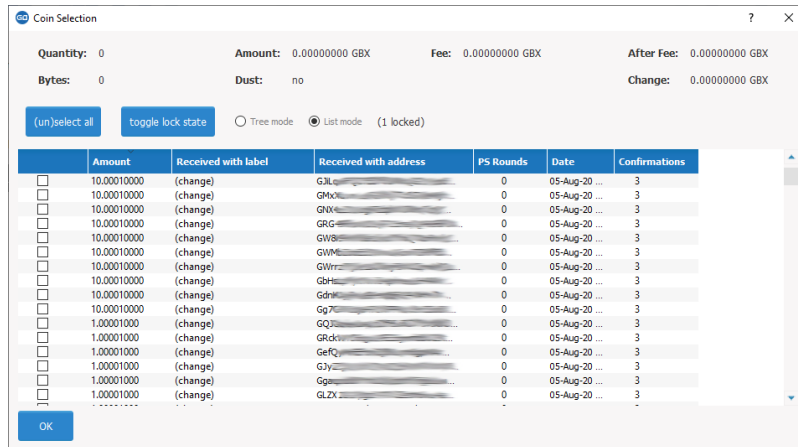 GO Coin Selection ? ×
Quantity: 0 Amount: 0.00000000 GBX Fee: 0.00000000 GBX After Fee: 0.00000000 GBX
Bytes: 0 Dust: no Change: 0.00000000 GBX
(un)select all toggle lock state Tree mode List mode (1 locked)
Amount Received with label Received with address PS Rounds Date Confirmations
10.00010000 (change) 0 05-Aug-20 ... 3
10.00010000 (change) 0 05-Aug-20 ... 3
10.00010000 (change) GNX 0 05-Aug-20 ... 3
10.00010000 (change) GRG 0 05-Aug-20 ... 3
10.00010000 (change) 0 05-Aug-20 ... 3
10.00010000 (change) 0 05-Aug-20 ... 3
10.00010000 (change) 0 05-Aug-20 ... 3
10.00010000 (change) 0 05-Aug-20 ... 3
10.00010000 (change) 0 05-Aug-20 ... 3
10.00010000 (change) 0 05-Aug-20 ... 3
1.00001000 (change) 0 05-Aug-20 ... 3
1.00001000 (change) 0 05-Aug-20 ... 3
1.00001000 (change) 0 05-Aug-20 ... 3
1.00001000 (change) 0 05-Aug-20 ... 3
1.00001000 (change) 0 05-Aug-20 ... 3
1.00001000 (change) GLZX 0 05-Aug-20 ... 3
OK